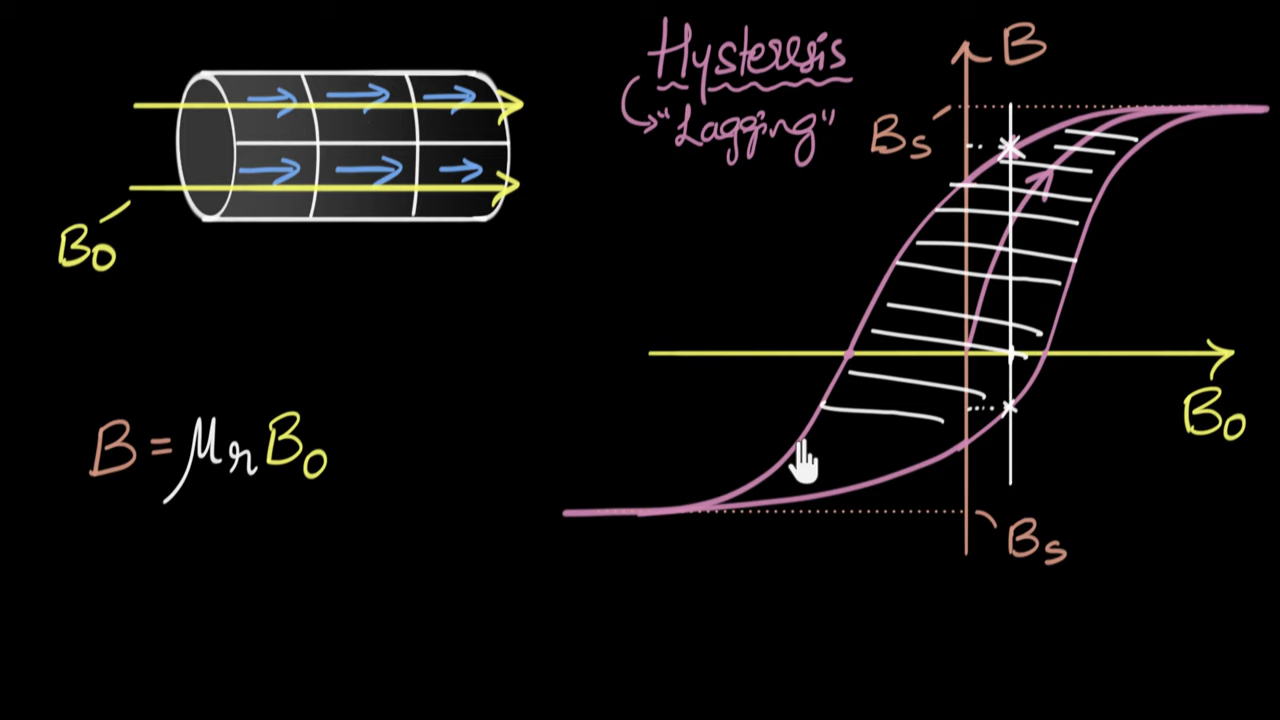 Hysteresis
"Lagging"
B
Bs
B₀
B₀
B = μr B₀
Bs